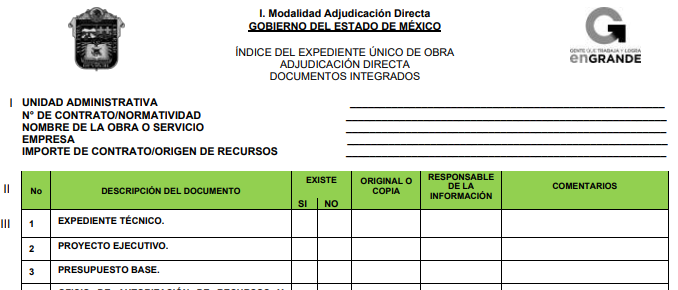 I. Modalidad Adjudicación Directa
GOBIERNO DEL ESTADO DE MÉXICO
ÍNDICE DEL EXPEDIENTE ÚNICO DE OBRA
ADJUDICACIÓN DIRECTA
DOCUMENTOS INTEGRADOS
GENTE QUE TRABAJA Y LOGRA
enGRANDE
I UNIDAD ADMINISTRATIVA
N° DE CONTRATO/NORMATIVIDAD
NOMBRE DE LA OBRA O SERVICIO
EMPRESA
IMPORTE DE CONTRATO/ORIGEN DE RECURSOS
II No DESCRIPCIÓN DEL DOCUMENTO EXISTE SI NO ORIGINAL O COPIA RESPONSABLE DE LA INFORMACIÓN COMENTARIOS
III 1 EXPEDIENTE TÉCNICO.
2 PROYECTO EJECUTIVO.
3 PRESUPUESTO BASE.